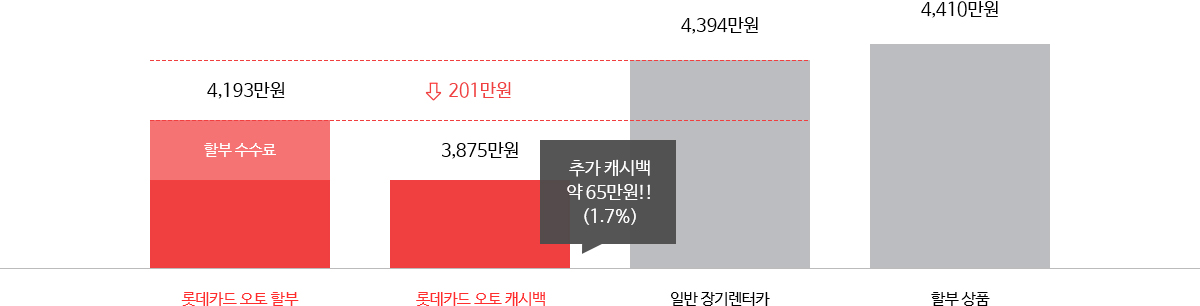 4,410만원
4,394만원
4,193만원
201만원
할부 수수료
3,875만원
추가 캐시백
약 65만원!!
(1.7%)
롯데카드 오토 할부
롯데카드 오토 캐시백
일반 장기렌터카
할부 상품